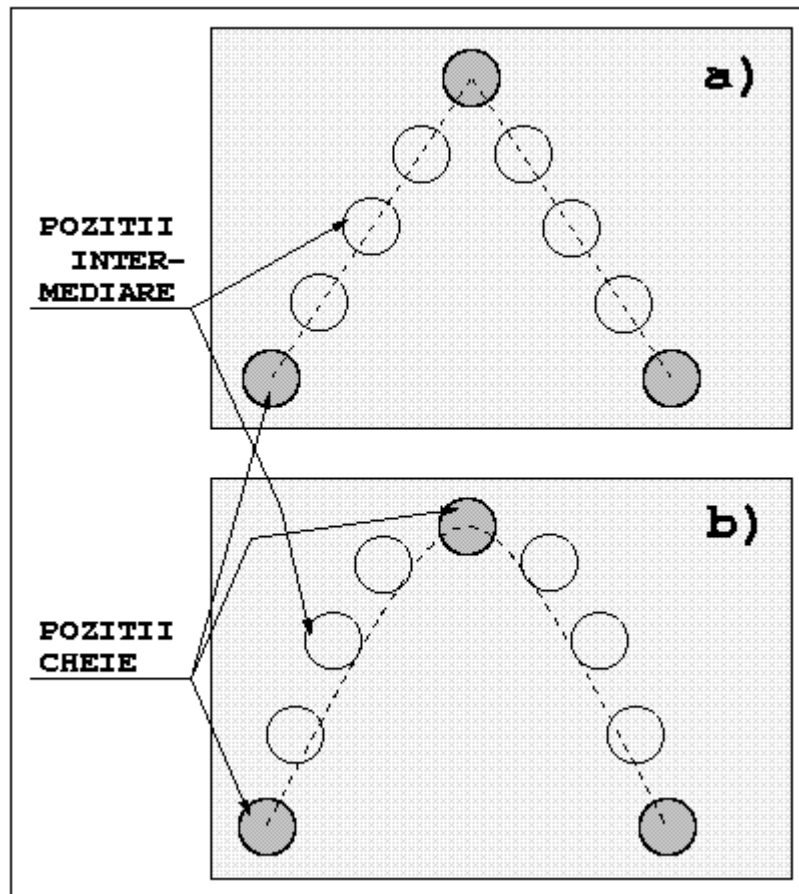 a)
POZITII
INTER-
MEDIARE
b)
POZITII
CHEIE